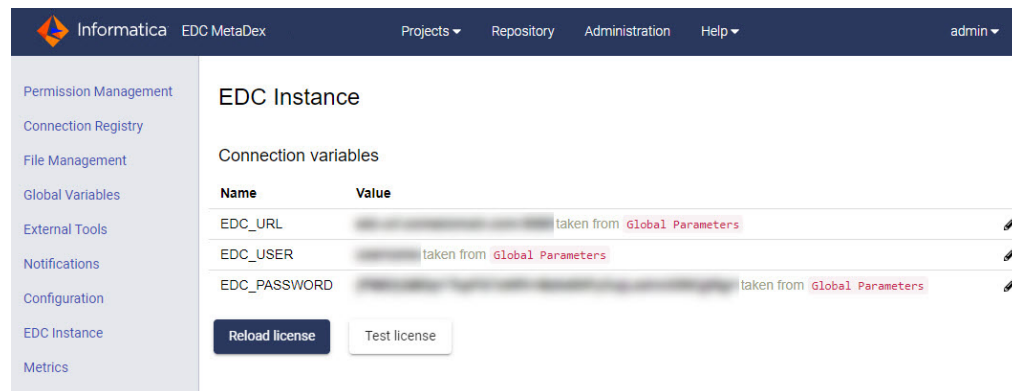 Informatica EDC MetaDex Projects Repository Administration Help admin
Permission Management
Connection Registry
File Management
Global Variables
External Tools
Notifications
Configuration
EDC Instance
Metrics
EDC Instance
Connection variables
Name Value
EDC_URL taken from Global Parameters
EDC_USER taken from Global Parameters
EDC_PASSWORD taken from Global Parameters
Reload license Test license